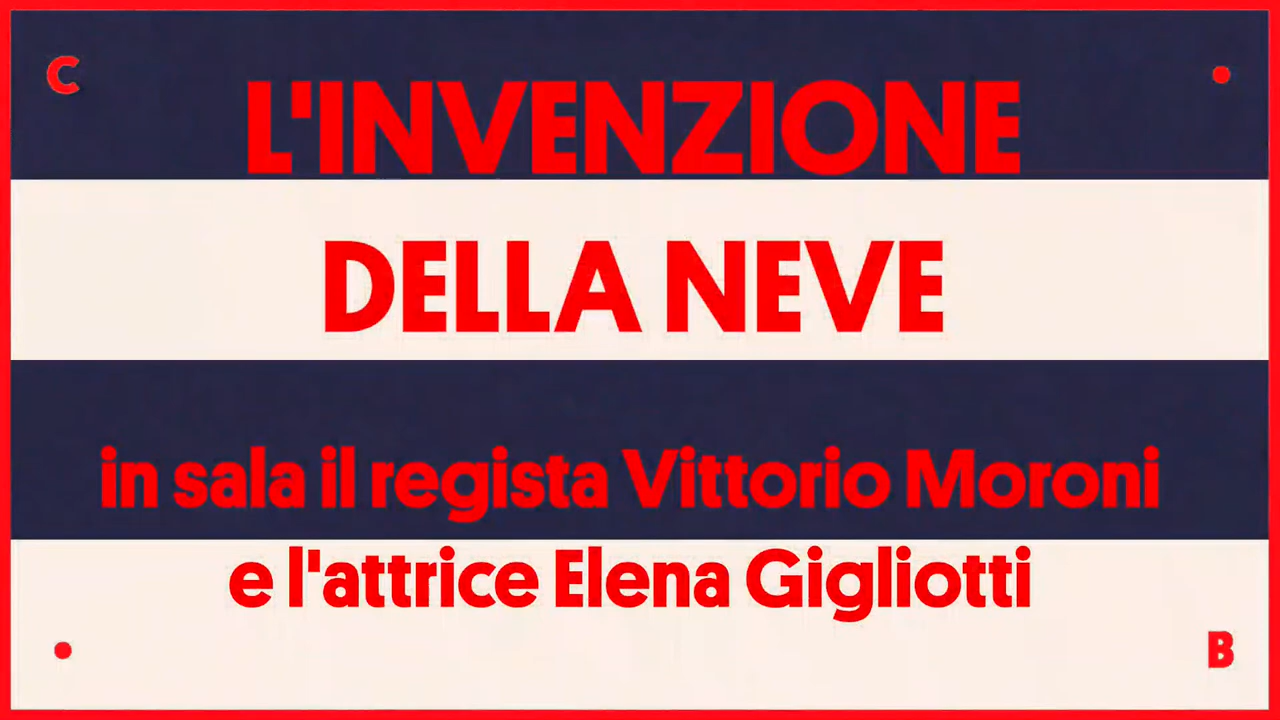 C
L'INVENZIONE
DELLA NEVE
in sala il regista Vittorio Moroni
e l'attrice Elena Gigliotti
B